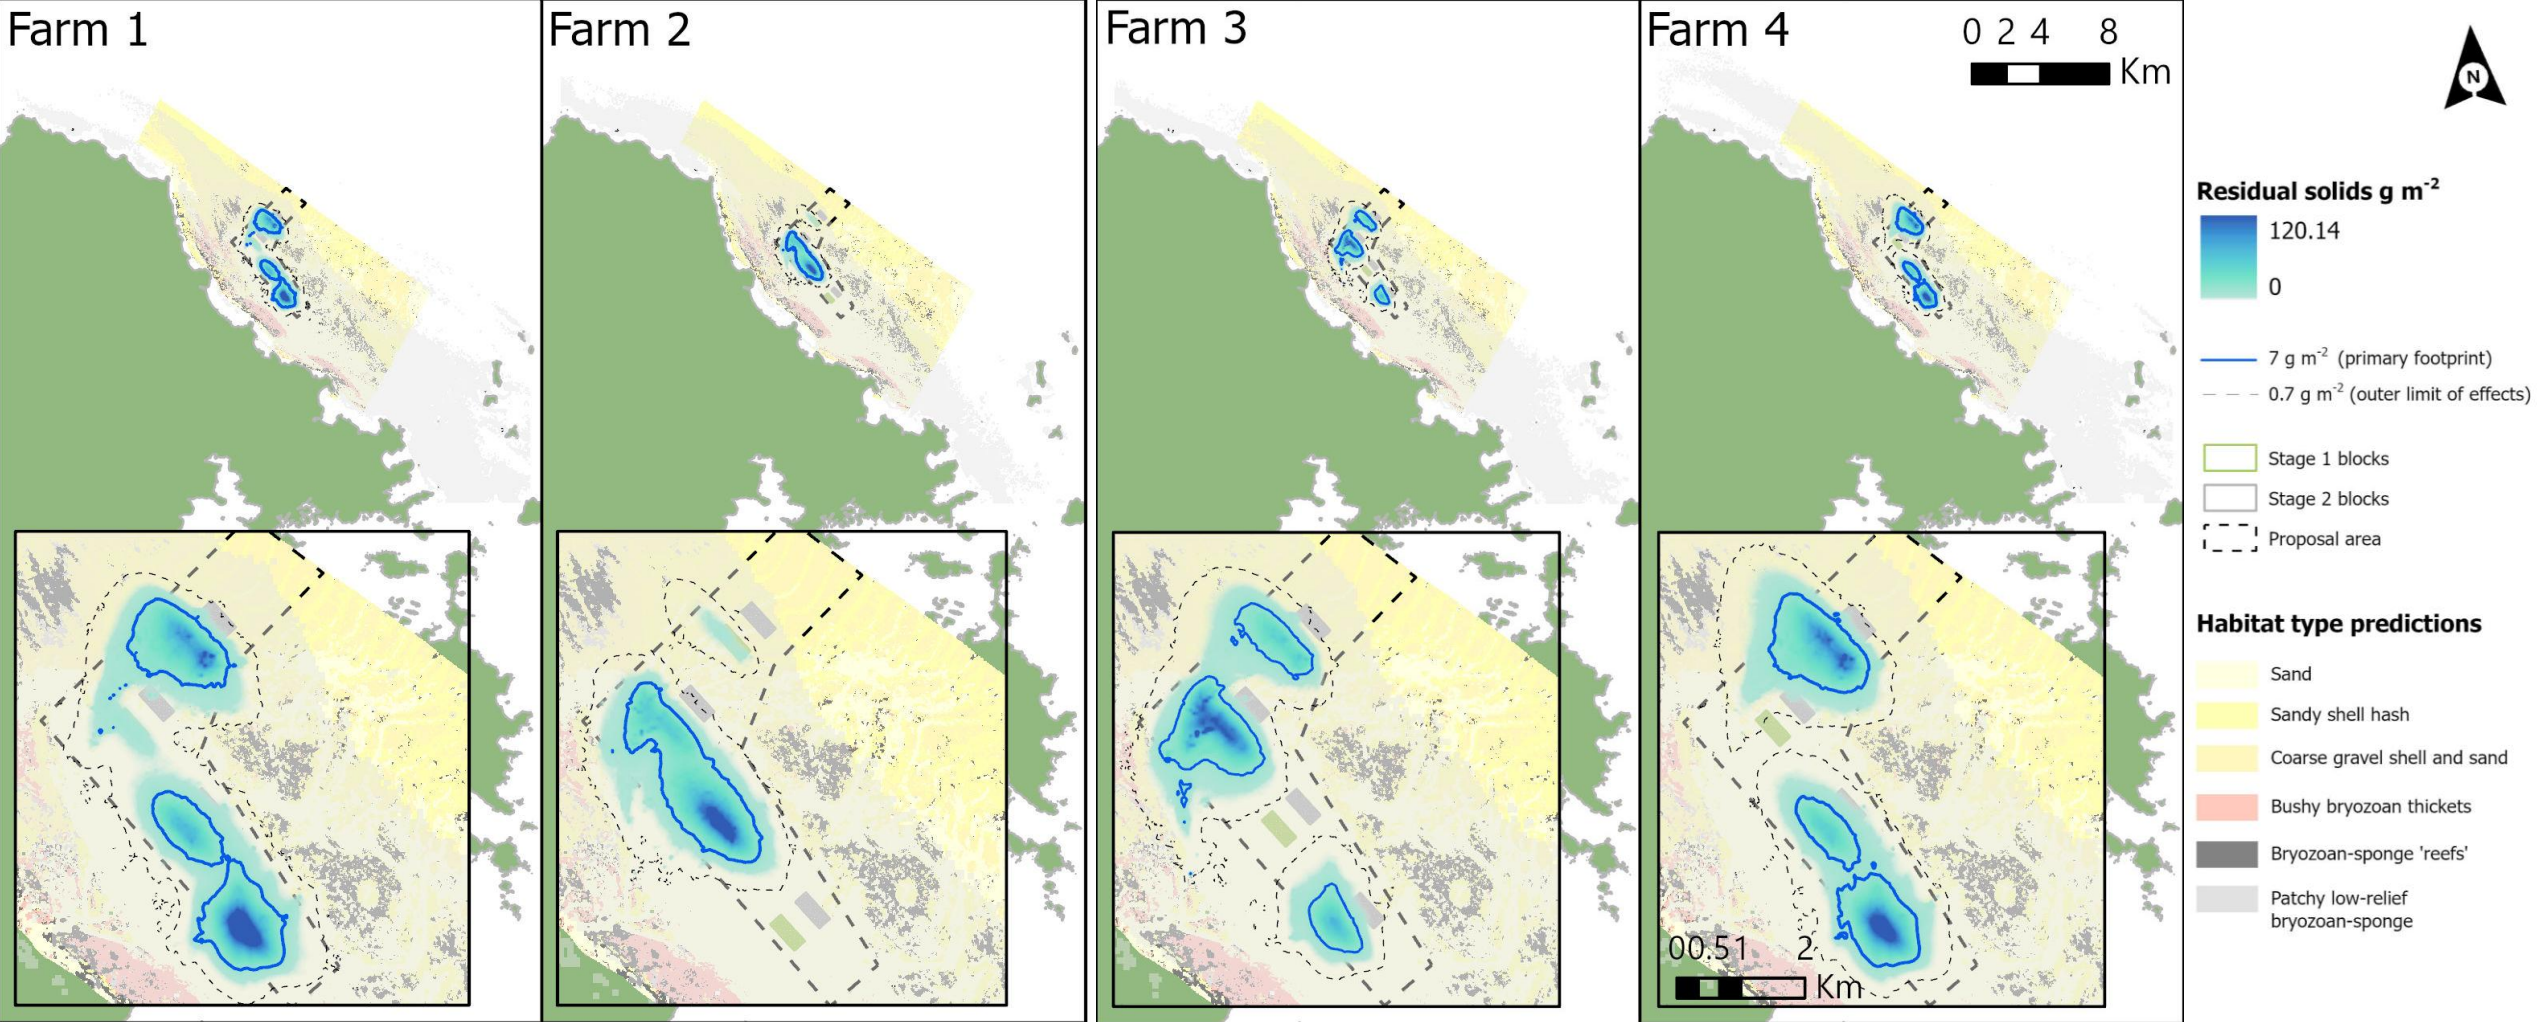 Farm 1
Farm 2
Farm 3
Farm 4
0 2 4 8
Km
00.51 2
Km
N
Residual solids g m⁻²
120.14
0
7 g m⁻² (primary footprint)
0.7 g m⁻² (outer limit of effects)
Stage 1 blocks
Stage 2 blocks
Proposal area
Habitat type predictions
Sand
Sandy shell hash
Coarse gravel shell and sand
Bushy bryozoan thickets
Bryozoan-sponge 'reefs'
Patchy low-relief
bryozoan-sponge